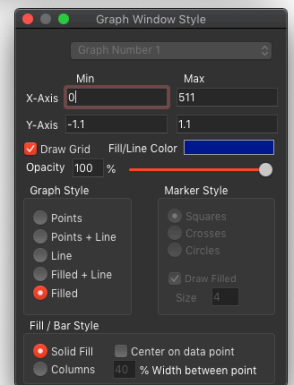 Graph Window Style
Graph Number 1
Min Max
X-Axis 0 511
Y-Axis -1.1 1.1
Draw Grid Fill/Line Color
Opacity 100 %
Graph Style Marker Style
Points
Points + Line
Line
Filled + Line
Filled
Squares
Crosses
Circles
Draw Filled
Size 4
Fill / Bar Style
Solid Fill Center on data point
Columns 40 % Width between point